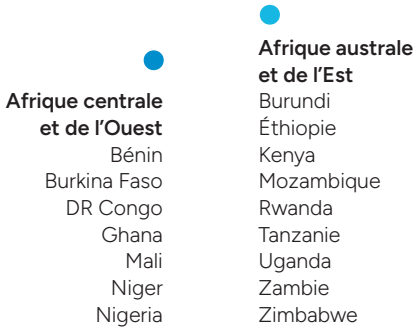 Afrique centrale
et de l'Ouest
Bénin
Burkina Faso
DR Congo
Ghana
Mali
Niger
Nigeria
Afrique australe
et de l'Est
Burundi
Éthiopie
Kenya
Mozambique
Rwanda
Tanzanie
Uganda
Zambie
Zimbabwe